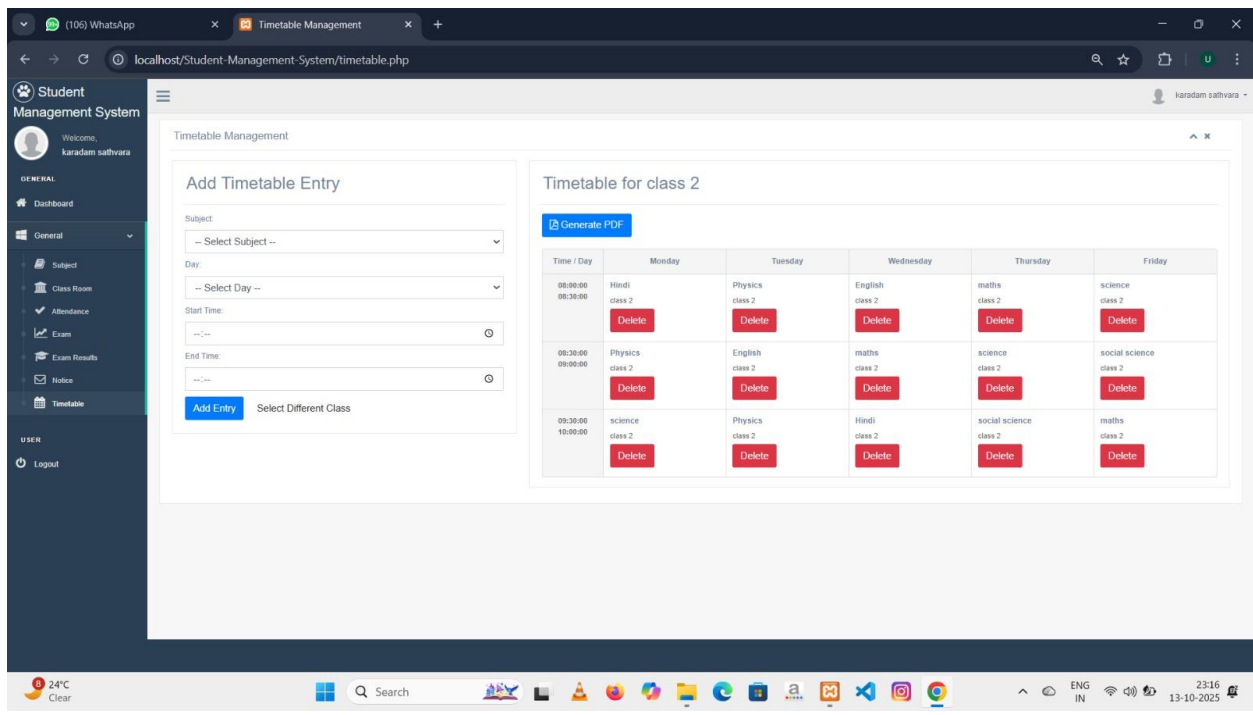 (106) WhatsApp
Timetable Management
localhost/Student-Management-System/timetable.php
U
Student
Management System
karadam sathvara
Welcome,
karadam sathvara
GENERAL
Dashboard
General
Subject
Class Room
Attendance
Exam
Exam Results
Notice
Timetable
USER
Logout
Timetable Management
Add Timetable Entry
Subject:
-- Select Subject --
Day:
-- Select Day --
Start Time:
--:--
End Time:
--:--
Add Entry Select Different Class
Timetable for class 2
Generate PDF
Time / Day Monday Tuesday Wednesday Thursday Friday
08:00:00 Hindi Physics English maths science
08:30:00 class 2 class 2 class 2 class 2 class 2
Delete Delete Delete Delete Delete
08:30:00 Physics English maths science social science
09:00:00 class 2 class 2 class 2 class 2 class 2
Delete Delete Delete Delete Delete
09:30:00 science Physics Hindi social science maths
10:00:00 class 2 class 2 class 2 class 2 class 2
Delete Delete Delete Delete Delete
8
24°C
Clear
Search
a
ENG
IN
23:16
13-10-2025